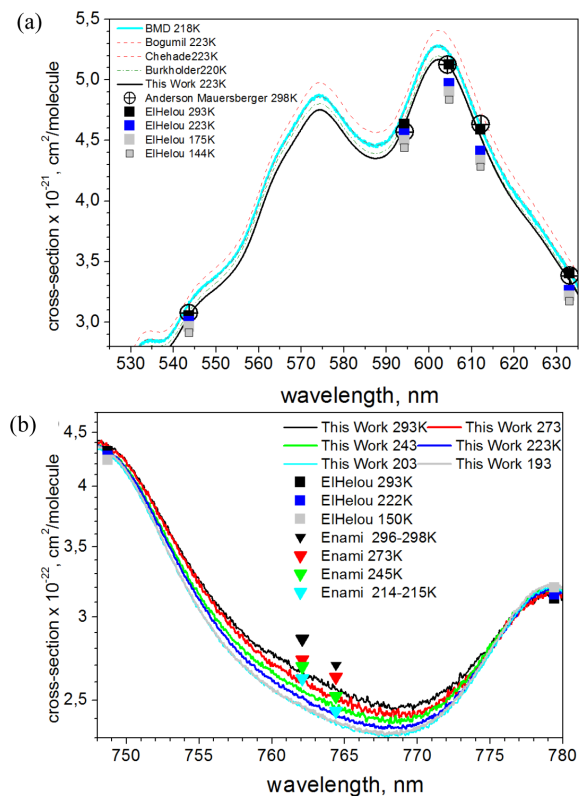 (a)
BMD 218K
Bogumil 223K
Chehade223K
Burkholder220K
This Work 223K
Anderson Mauersberger 298K
ElHelou 293K
ElHelou 223K
ElHelou 175K
ElHelou 144K
5,5
5,0
4,5
4,0
3,5
3,0
cross-section x 10⁻²¹, cm²/molecule
530 540 550 560 570 580 590 600 610 620 630
wavelength, nm
(b)
This Work 293K This Work 273
This Work 243 This Work 223K
This Work 203 This Work 193
ElHelou 293K
ElHelou 222K
ElHelou 150K
Enami 296-298K
Enami 273K
Enami 245K
Enami 214-215K
4,5
4
3,5
3
2,5
cross-section x 10⁻²², cm²/molecule
750 755 760 765 770 775 780
wavelength, nm